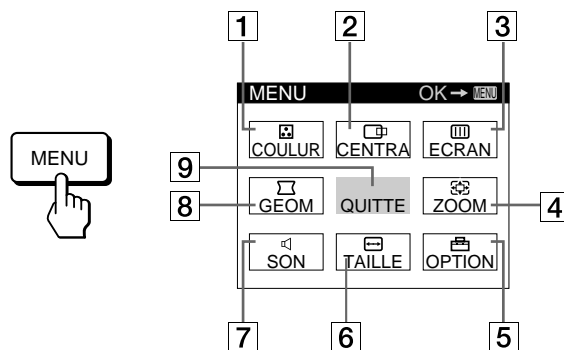 1 2 3
MENU OK → MENU
MENU
COULUR CENTRA ECRAN
9
8 GEOM QUITTE ZOOM 4
SON TAILLE OPTION
7 6 5